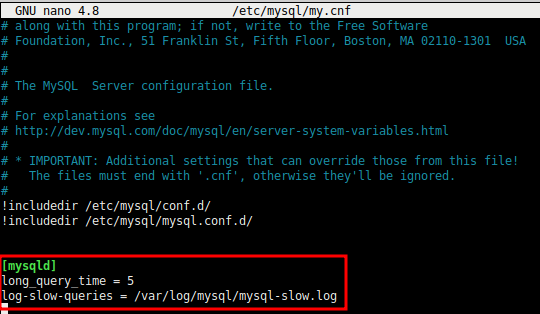 GNU nano 4.8 /etc/mysql/my.cnf
# along with this program; if not, write to the Free Software
# Foundation, Inc., 51 Franklin St, Fifth Floor, Boston, MA 02110-1301  USA
#
#
# The MySQL  Server configuration file.
#
# For explanations see
# http://dev.mysql.com/doc/mysql/en/server-system-variables.html
#
# * IMPORTANT: Additional settings that can override those from this file!
#   The files must end with '.cnf', otherwise they'll be ignored.
#
!includedir /etc/mysql/conf.d/
!includedir /etc/mysql/mysql.conf.d/
[mysqld]
long_query_time = 5
log-slow-queries = /var/log/mysql/mysql-slow.log